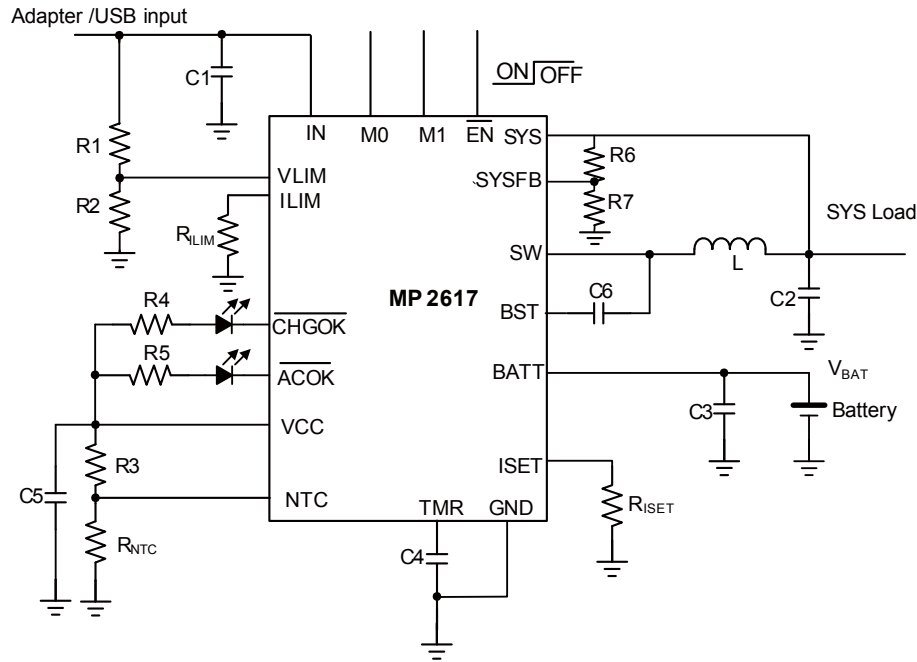 Adapter /USB input
C1
ON OFF
IN M0 M1 EN SYS
R1
R6
VLIM
SYSFB
ILIM
R2
R7
SYS Load
RILIM
SW
L
MP 2617
C6
C2
R4
BST
CHGOK
R5
ACOK
BATT
VBAT
C3
Battery
VCC
R3
ISET
C5
NTC
TMR GND
RISET
RNTC
C4